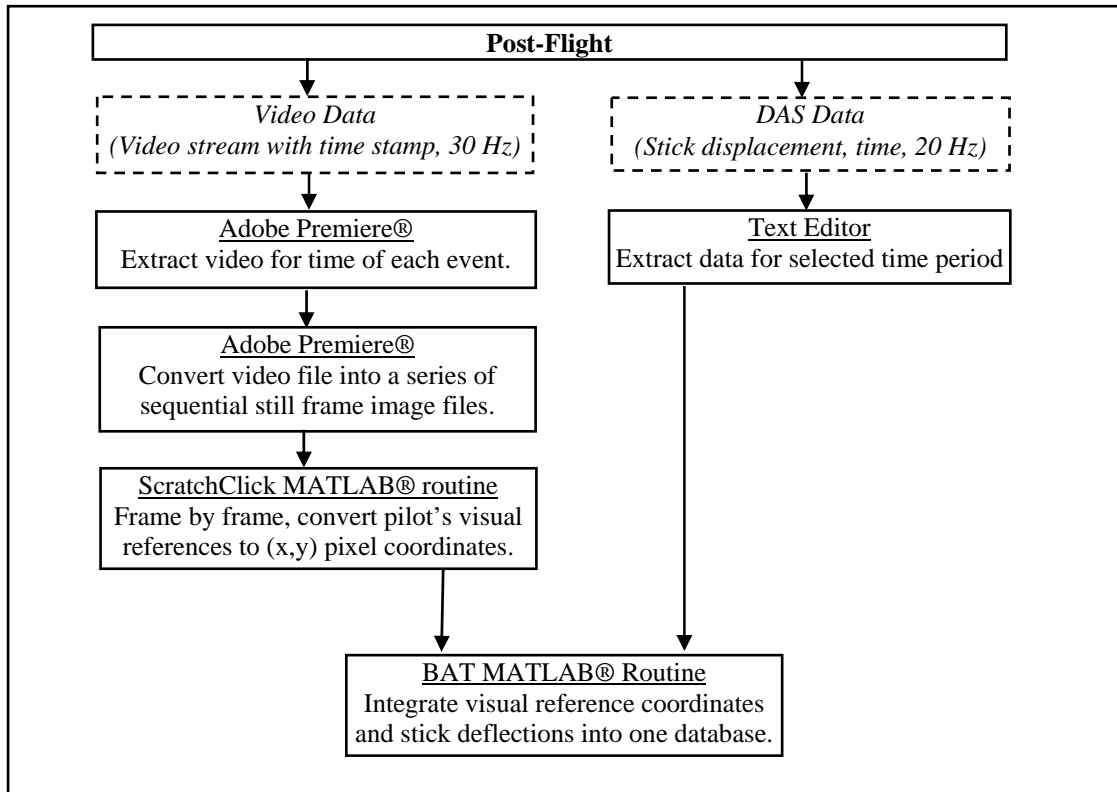 Post-Flight
Video Data
(Video stream with time stamp, 30 Hz)
DAS Data
(Stick displacement, time, 20 Hz)
Adobe Premiere®
Extract video for time of each event.
Text Editor
Extract data for selected time period
Adobe Premiere®
Convert video file into a series of
sequential still frame image files.
ScratchClick MATLAB® routine
Frame by frame, convert pilot’s visual
references to (x,y) pixel coordinates.
BAT MATLAB® Routine
Integrate visual reference coordinates
and stick deflections into one database.